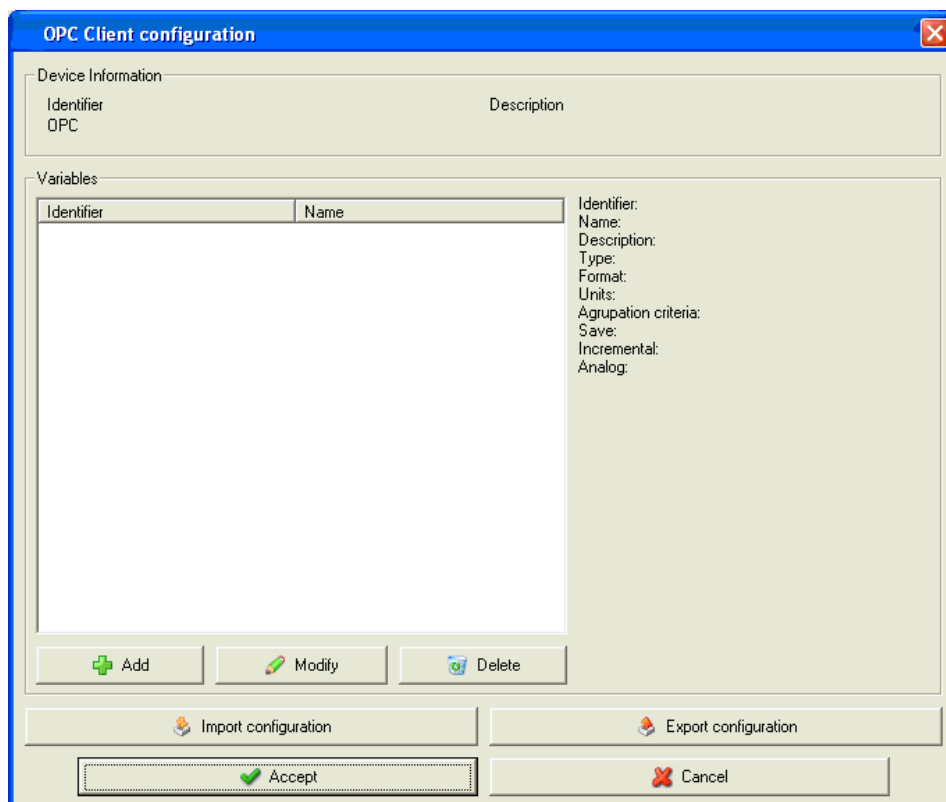 OPC Client configuration
Device Information
Identifier
Description
OPC
Variables
Identifier
Name
Identifier:
Name:
Description:
Type:
Format:
Units:
Agrupation criteria:
Save:
Incremental:
Analog:
Add
Modify
Delete
Import configuration
Export configuration
Accept
Cancel